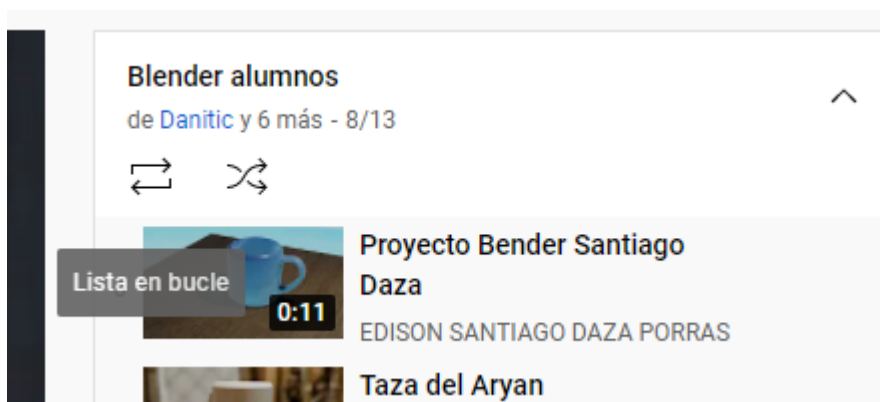 Blender alumnos
de Danitic y 6 más - 8/13
Lista en bucle
0:11
Proyecto Bender Santiago
Daza
EDISON SANTIAGO DAZA PORRAS
Taza del Aryan